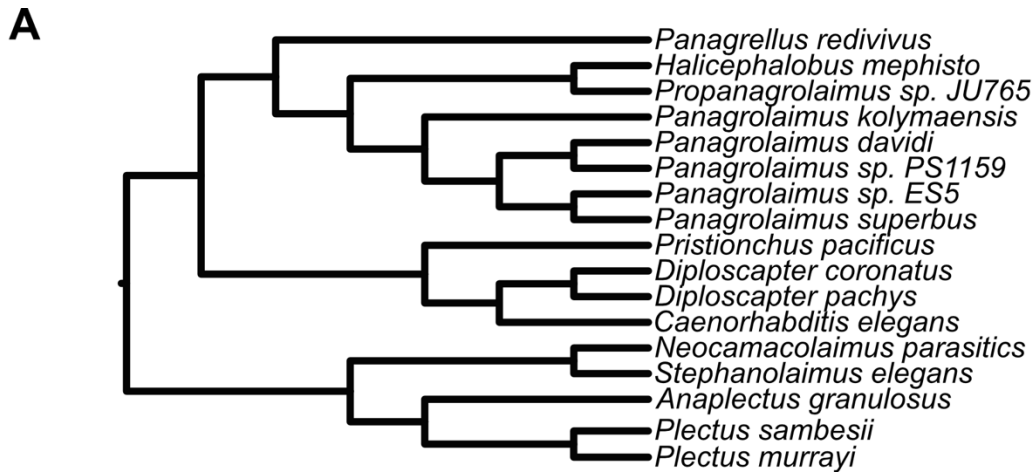 A
Panagrellus redivivus
Halicephalobus mephisto
Propanagrolaimus sp. JU765
Panagrolaimus kolymaensis
Panagrolaimus davidi
Panagrolaimus sp. PS1159
Panagrolaimus sp. ES5
Panagrolaimus superbus
Pristionchus pacificus
Diploscapter coronatus
Diploscapter pachys
Caenorhabditis elegans
Neocamacolaimus parasitics
Stephanolaimus elegans
Anaplectus granulosus
Plectus sambesii
Plectus murrayi